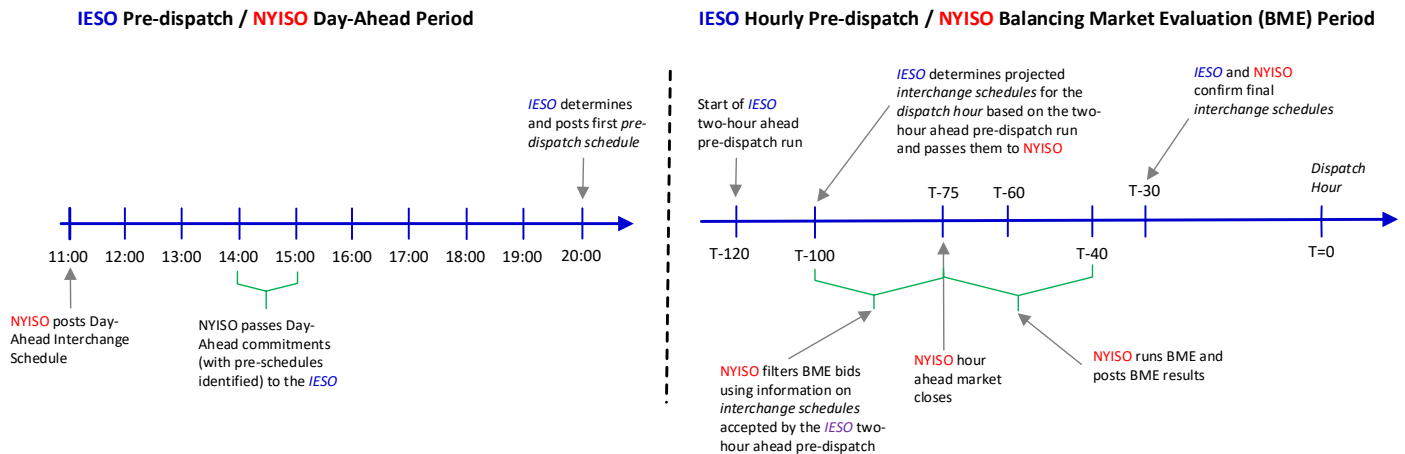 IESO Pre-dispatch / NYISO Day-Ahead Period
IESO determines
and posts first pre-
dispatch schedule
11:00 12:00 13:00 14:00 15:00 16:00 17:00 18:00 19:00 20:00
NYISO posts Day-
Ahead Interchange
Schedule
NYISO passes Day-
Ahead commitments
(with pre-schedules
identified) to the IESO
IESO Hourly Pre-dispatch / NYISO Balancing Market Evaluation (BME) Period
Start of IESO
two-hour ahead
pre-dispatch run
IESO determines projected
interchange schedules for the
dispatch hour based on the two-
hour ahead pre-dispatch run
and passes them to NYISO
IESO and NYISO
confirm final
interchange schedules
Dispatch
Hour
T-75 T-60 T-30
T-120 T-100 T-40 T=0
NYISO filters BME bids
using information on
interchange schedules
accepted by the IESO two-
hour ahead pre-dispatch
NYISO hour
ahead market
closes
NYISO runs BME and
posts BME results